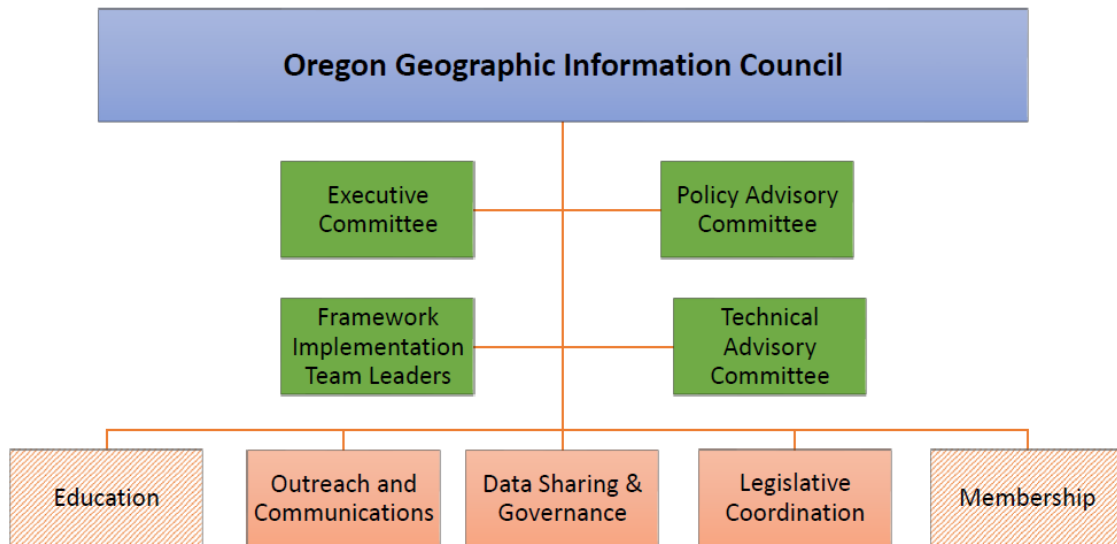 Oregon Geographic Information Council
Executive
Committee
Policy Advisory
Committee
Framework
Implementation
Team Leaders
Technical
Advisory
Committee
Education
Outreach and
Communications
Data Sharing &
Governance
Legislative
Coordination
Membership